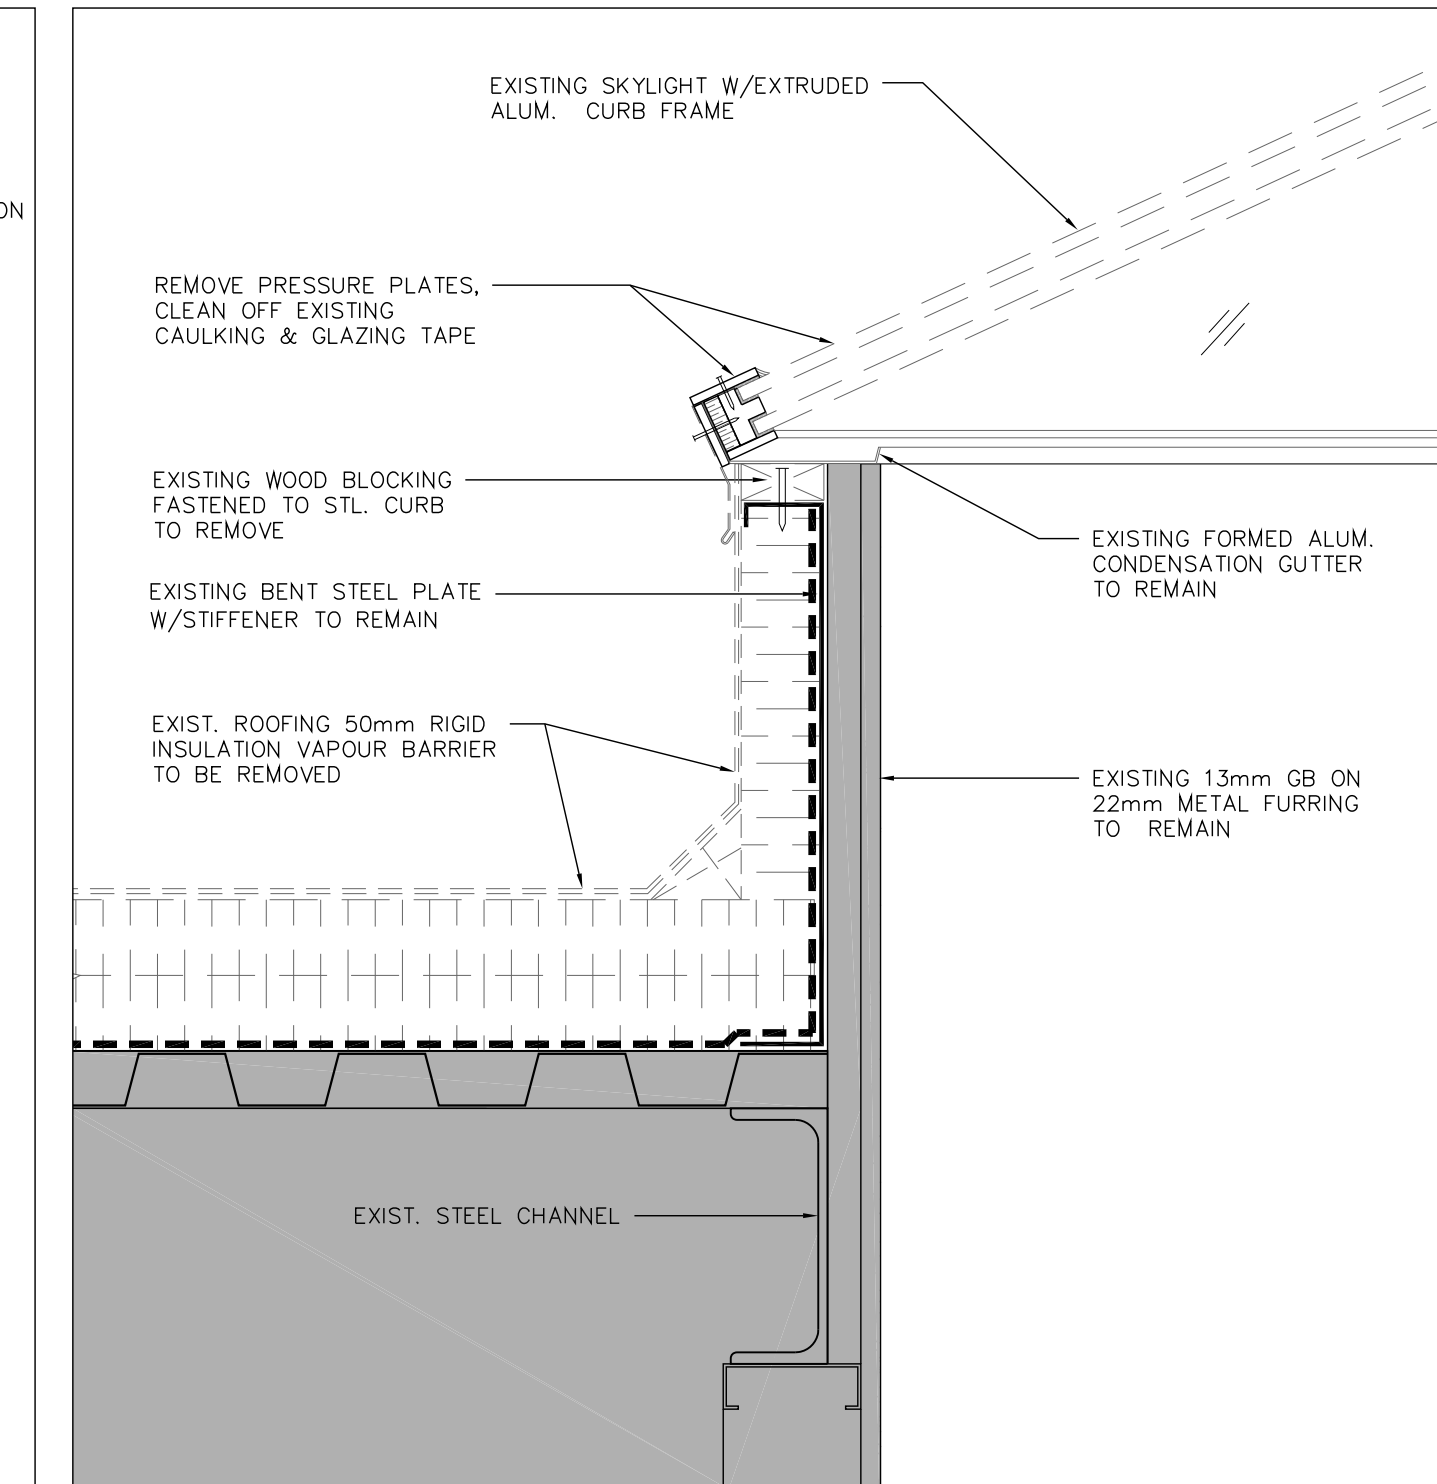 EXISTING SKYLIGHT W/EXTRUDED
ALUM. CURB FRAME
ON
REMOVE PRESSURE PLATES,
CLEAN OFF EXISTING
CAULKING & GLAZING TAPE
EXISTING WOOD BLOCKING
FASTENED TO STL. CURB
TO REMOVE
EXISTING FORMED ALUM.
CONDENSATION GUTTER
TO REMAIN
EXISTING BENT STEEL PLATE
W/STIFFENER TO REMAIN
EXIST. ROOFING 50mm RIGID
INSULATION VAPOUR BARRIER
TO BE REMOVED
EXISTING 13mm GB ON
22mm METAL FURRING
TO REMAIN
EXIST. STEEL CHANNEL